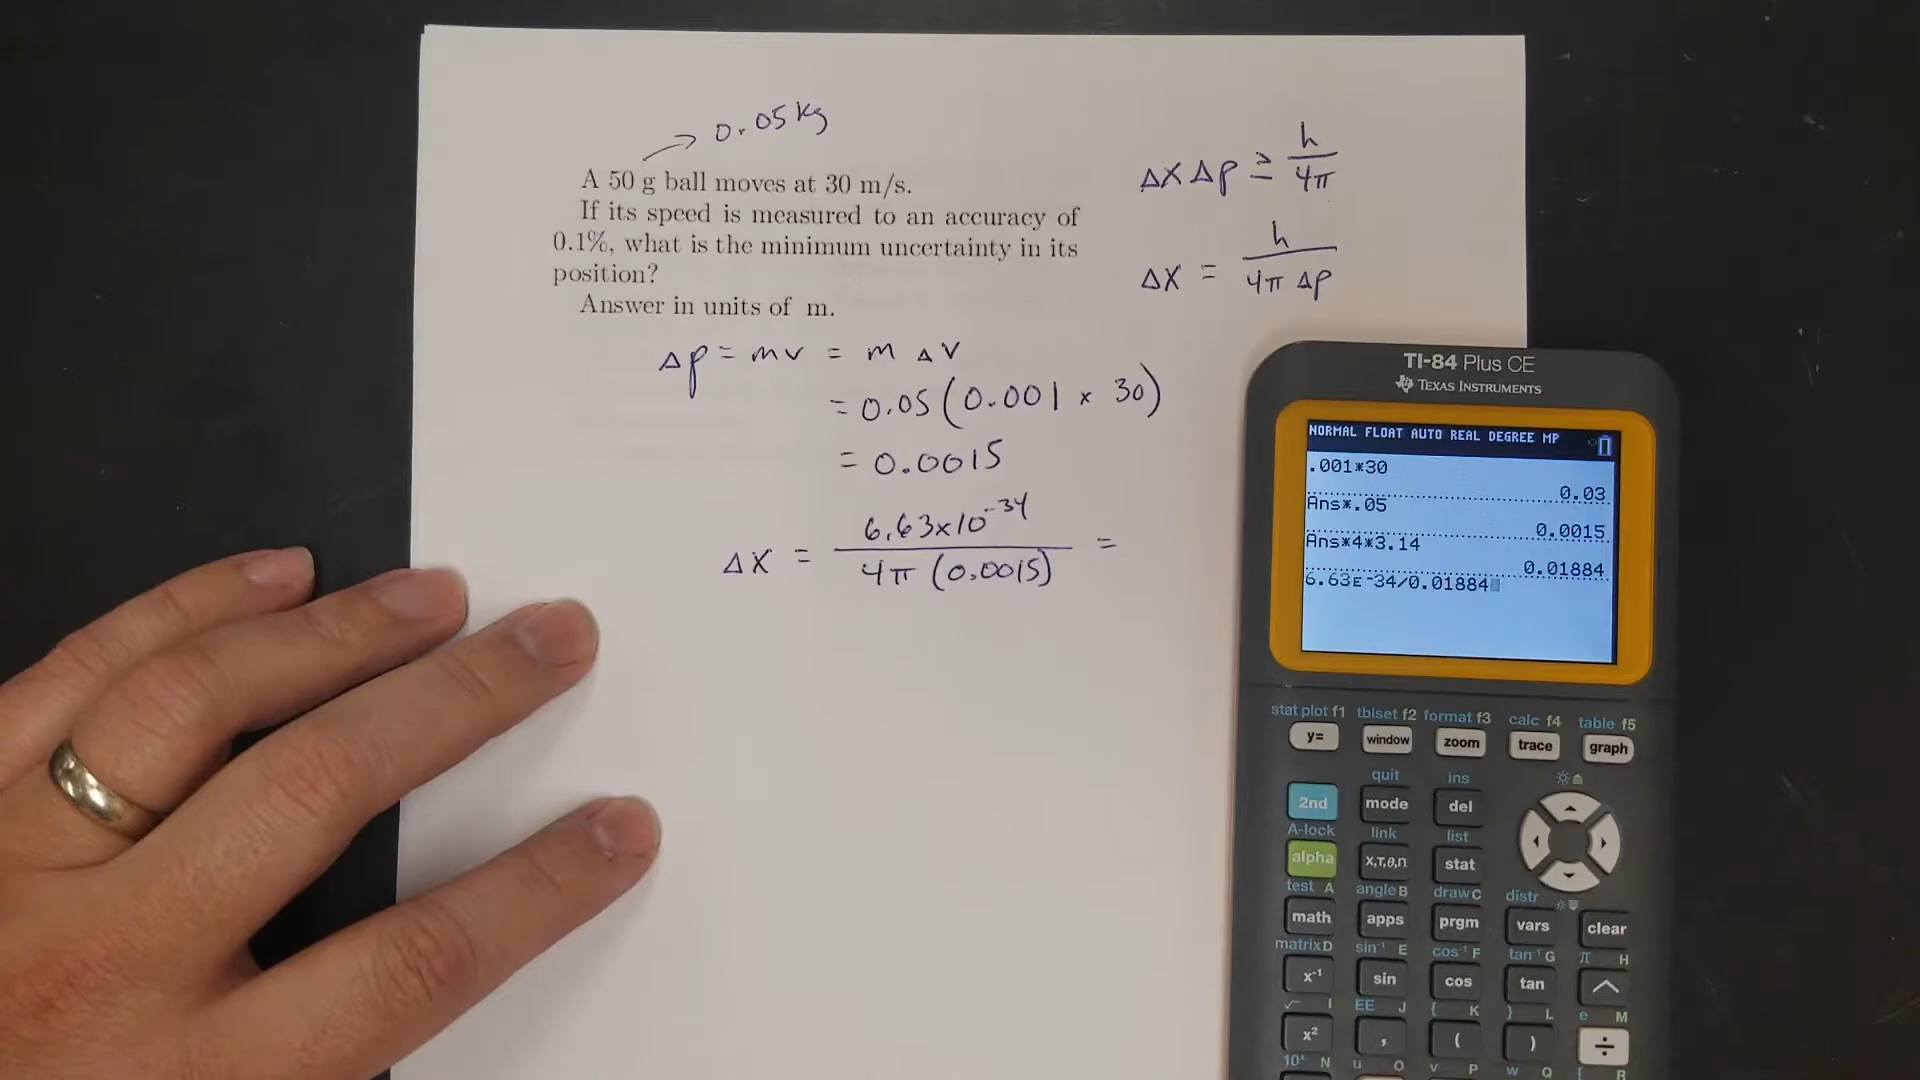 0.05 kg
A 50 g ball moves at 30 m/s.
If its speed is measured to an accuracy of
0.1%, what is the minimum uncertainty in its
position?
Answer in units of m.
Δx Δp ≥ h/4π
Δx = h/4π Δp
Δp = mv = m Δv
= 0.05 (0.001 × 30)
= 0.0015
Δx = 6.63×10⁻³⁴/4π (0.0015) =
TI-84 Plus CE
TEXAS INSTRUMENTS
NORMAL FLOAT AUTO REAL DEGREE MP
.001*30
0.03
Ans*.05
0.0015
Ans*4*3.14
0.01884
6.63ᴇ-34/0.01884
stat plot f1 tblset f2 format f3 calc f4 table f5
y= window zoom trace graph
quit ins
2nd mode del
A-lock link list
alpha X,T,θ,n stat
test A angle B draw C distr
math apps prgm vars clear
matrix D sin⁻¹ E cos⁻¹ F tan⁻¹ G π H
x⁻¹ sin cos tan ^
√ I EE J { K } L e M
x² , ( ) ÷
10ˣ N u O v P w Q [ R